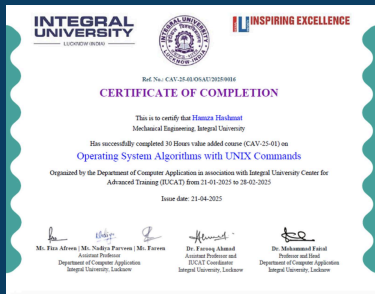 INTEGRAL
UNIVERSITY
LUCKNOW (INDIA)
INTEGRAL UNIVERSITY
LUCKNOW-INDIA
INSPIRING EXCELLENCE
Ref. No.: CAV-25-01/OSAU/2025/0016
CERTIFICATE OF COMPLETION
This is to certify that Hamza Hashmat
Mechanical Engineering, Integral University
Has successfully completed 30 Hours value added course (CAV-25-01) on
Operating System Algorithms with UNIX Commands
Organized by the Department of Computer Application in association with Integral University Center for
Advanced Training (IUCAT) from 21-01-2025 to 28-02-2025
Issue date: 21-04-2025
Ms. Fiza Afreen | Ms. Nadiya Parveen | Ms. Fareen
Assistant Professor
Department of Computer Application
Integral University, Lucknow
Dr. Farooq Ahmad
Assistant Professor and
IUCAT Coordinator
Integral University, Lucknow
Dr. Mohammad Faisal
Professor and Head
Department of Computer Application
Integral University, Lucknow